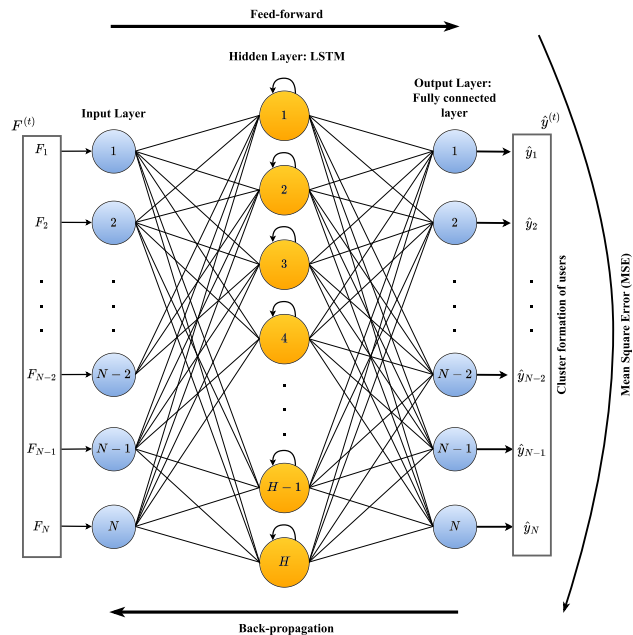 Feed-forward
Hidden Layer: LSTM
Input Layer
Output Layer:
Fully connected
layer
F^{(t)}
ŷ^{(t)}
F_1
F_2
F_{N-2}
F_{N-1}
F_N
1
2
N − 2
N − 1
N
1
2
3
4
H − 1
H
1
2
N − 2
N − 1
N
ŷ_1
ŷ_2
ŷ_{N-2}
ŷ_{N-1}
ŷ_N
Cluster formation of users
Mean Square Error (MSE)
Back-propagation